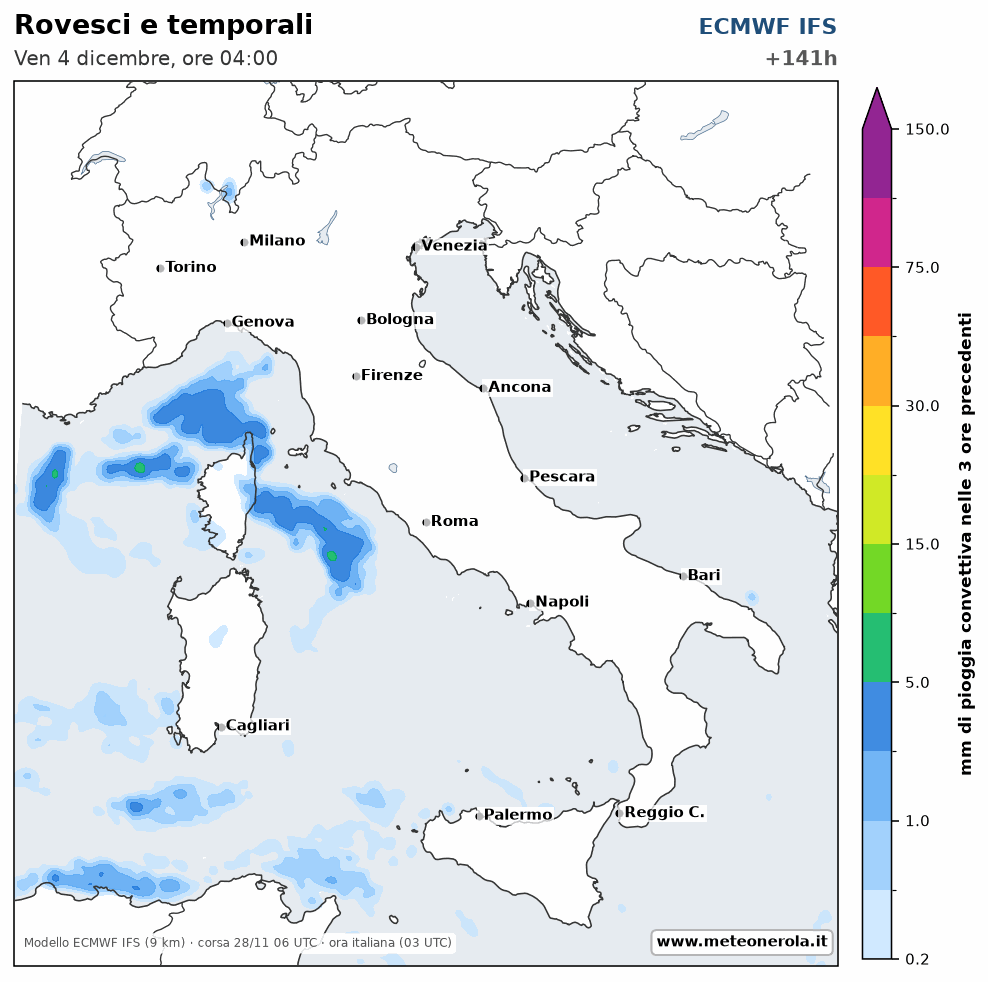 Rovesci e temporali
ECMWF IFS
Ven 4 dicembre, ore 04:00
+141h
150.0
75.0
30.0
15.0
5.0
1.0
0.2
mm di pioggia convettiva nelle 3 ore precedenti
Milano
Venezia
Torino
Genova
Bologna
Firenze
Ancona
Pescara
Roma
Bari
Napoli
Cagliari
Palermo
Reggio C.
Modello ECMWF IFS (9 km) · corsa 28/11 06 UTC · ora italiana (03 UTC)
www.meteonerola.it